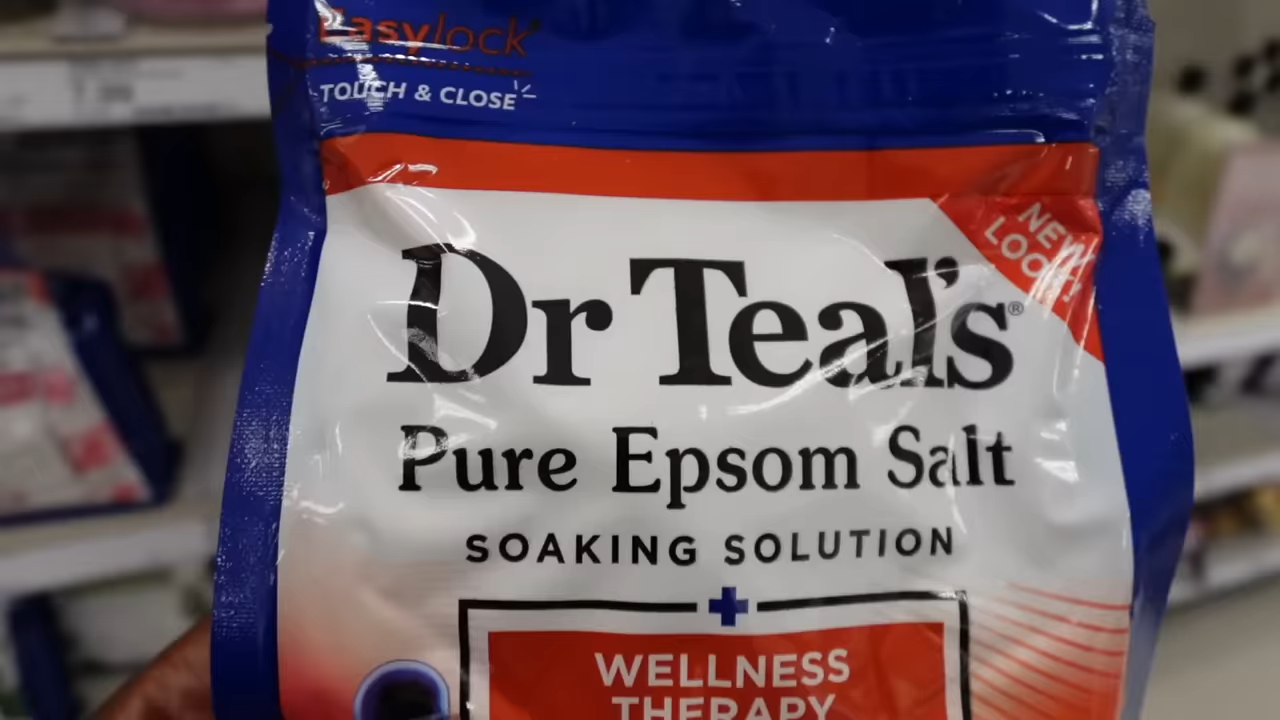 Easylock
TOUCH & CLOSE
NEW
LOOK!
Dr Teal's®
Pure Epsom Salt
SOAKING SOLUTION
WELLNESS
THERAPY